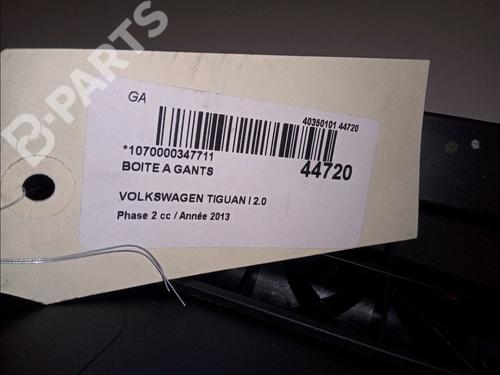 B-PARTS
GA
40350101 44720
*1070000347711
44720
BOITE A GANTS
VOLKSWAGEN TIGUAN I 2.0
Phase 2 cc / Année 2013